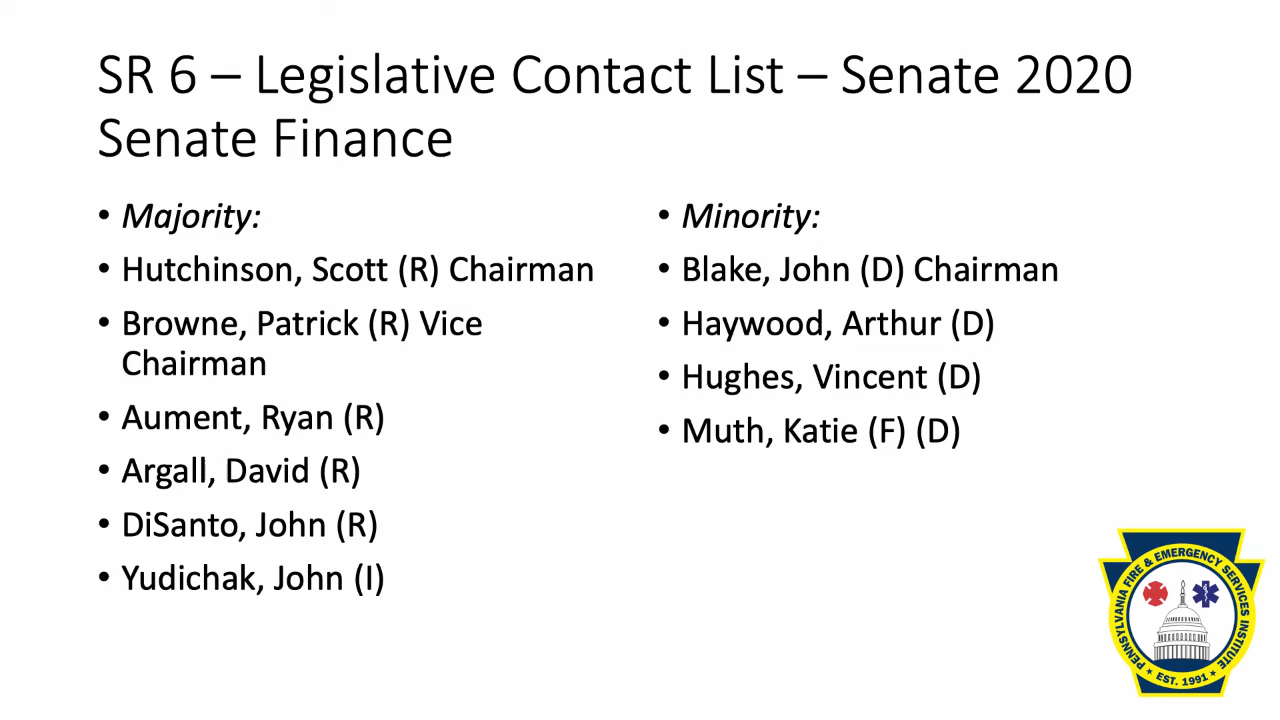 SR 6 – Legislative Contact List – Senate 2020
Senate Finance
• Majority:
• Hutchinson, Scott (R) Chairman
• Browne, Patrick (R) Vice
Chairman
• Aument, Ryan (R)
• Argall, David (R)
• DiSanto, John (R)
• Yudichak, John (I)
• Minority:
• Blake, John (D) Chairman
• Haywood, Arthur (D)
• Hughes, Vincent (D)
• Muth, Katie (F) (D)
PENNSYLVANIA FIRE & EMERGENCY SERVICES INSTITUTE
★ EST. 1991 ★